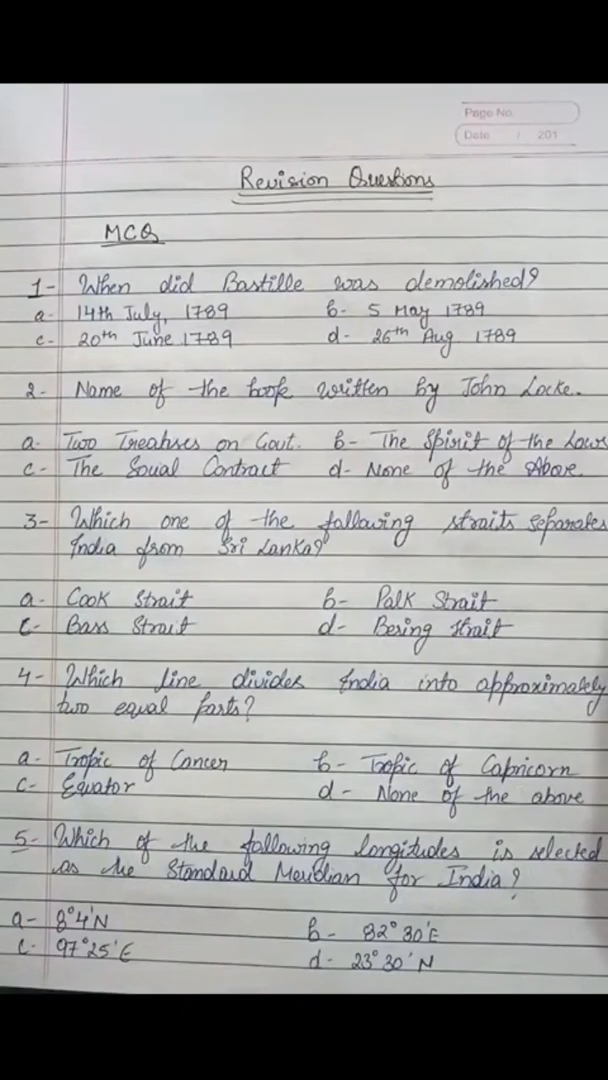 Page No.
Date / 201
Revision Questions
MCQ
1- When did Bastille was demolished?
a- 14th July, 1789 b- 5 May 1789
c- 20th June 1789 d- 26th Aug 1789
2- Name of the book written by John Locke.
a. Two Treatises on Govt. b- The Spirit of the Laws
c- The Soual Contract d- None of the Above.
3- Which one of the following straits separates
India from Sri Lanka?
a- Cook Strait b- Palk Strait
c- Bass Strait d- Bering Strait
4- Which line divides India into approximately
two equal parts?
a- Tropic of Cancer b- Tropic of Capricorn
c- Equator d- None of the above
5- Which of the following longitudes is selected
as the Standard Meridian for India?
a- 8°4'N b- 82°30'E
c- 97°25'E d- 23°30'N